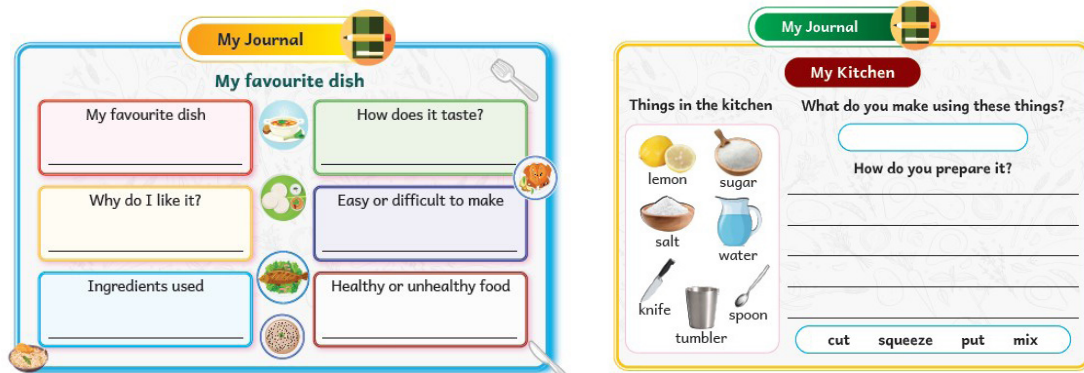 My Journal
My favourite dish
My favourite dish
How does it taste?
Why do I like it?
Easy or difficult to make
Ingredients used
Healthy or unhealthy food
My Journal
My Kitchen
Things in the kitchen
lemon
sugar
salt
water
knife
spoon
tumbler
What do you make using these things?
How do you prepare it?
cut squeeze put mix